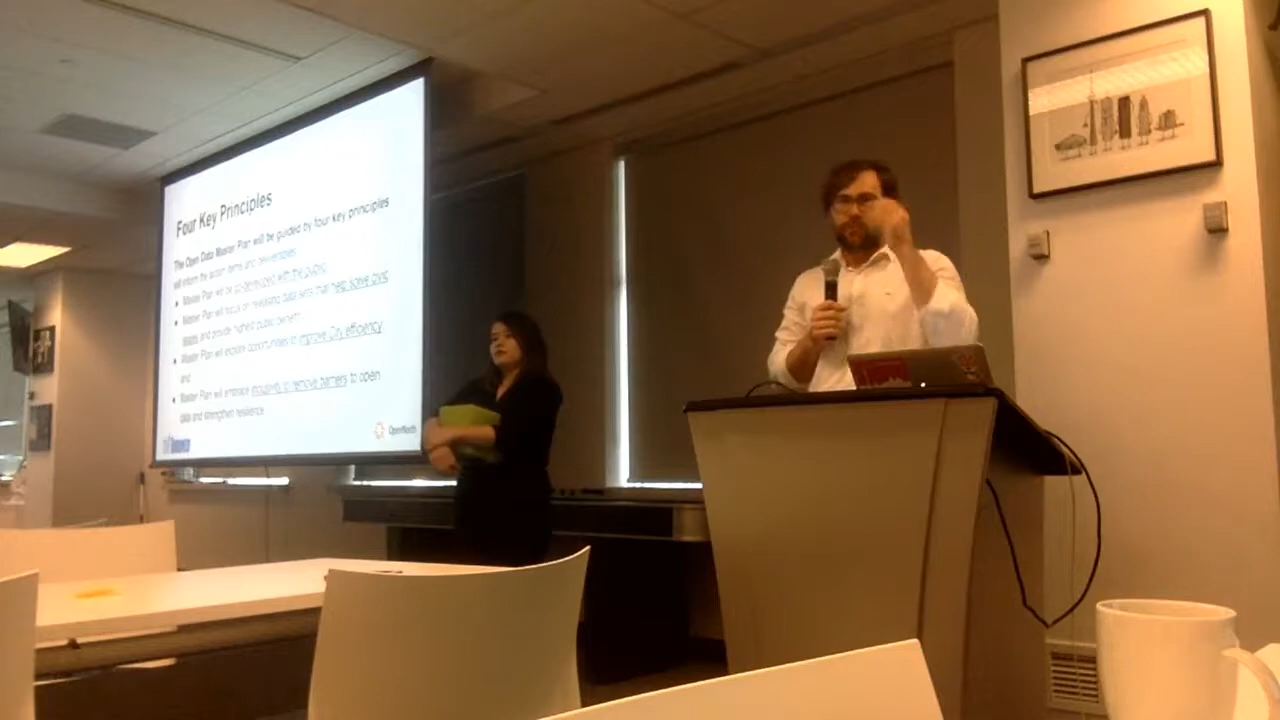 Four Key Principles
The Open Data Master Plan will be guided by four key principles
will inform the action items and deliverables:
Master Plan will be co-developed with the public
Master Plan will focus on releasing data sets that help solve civic
issues and provide highest public benefit
Master Plan will explore opportunities to improve City efficiency
and
Master Plan will embrace inclusivity to remove barriers to open
data and strengthen resilience
OpenNorth